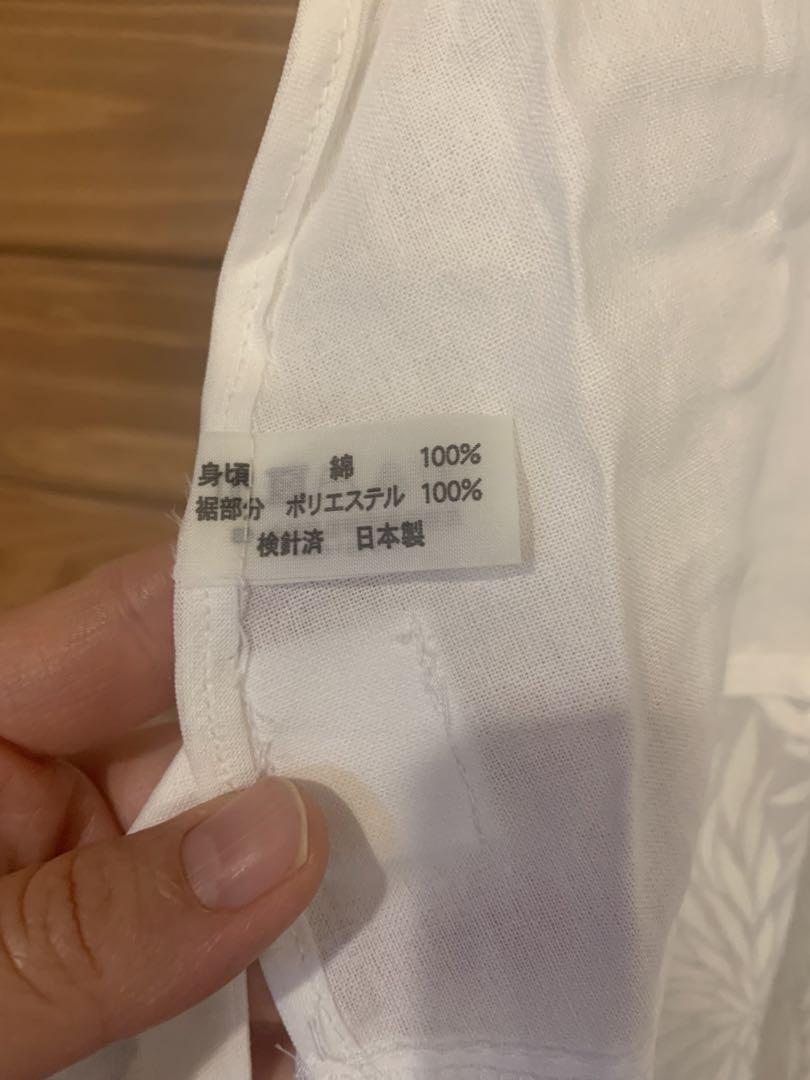 身頃 綿 100%
裾部分 ポリエステル 100%
検針済 日本製